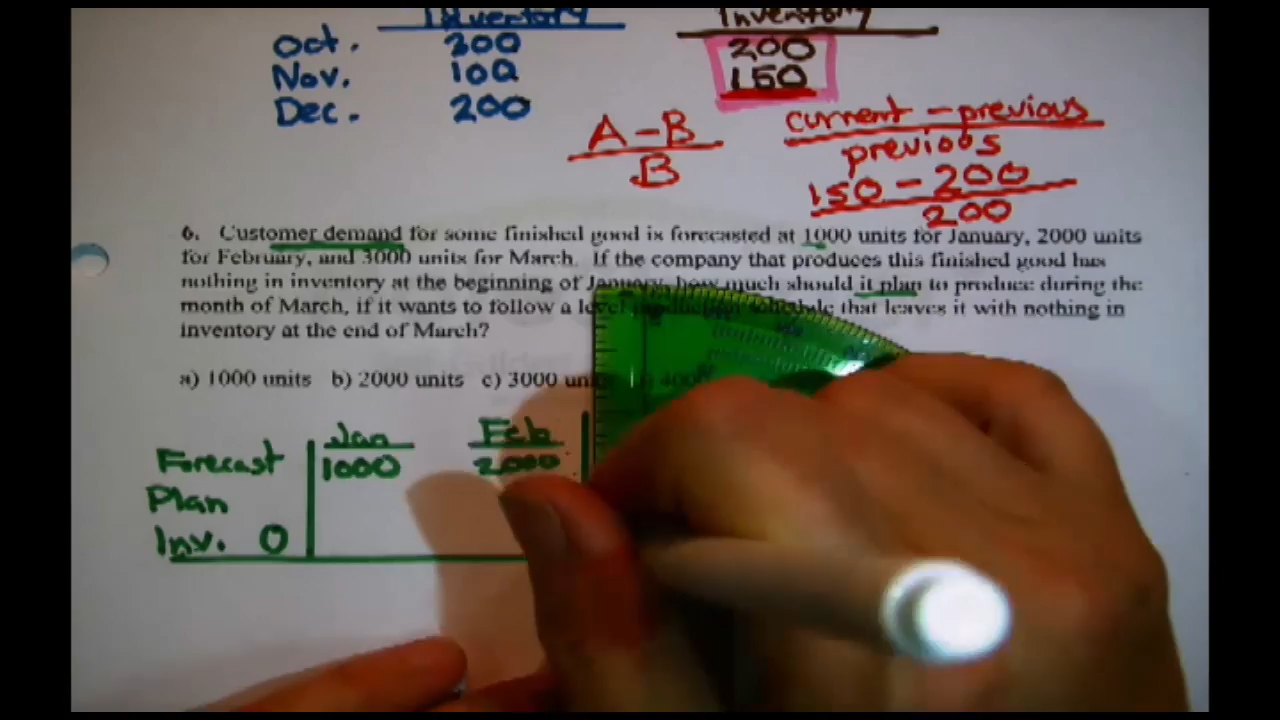 Inventory Inventory
Oct. 300 200
Nov. 100 150
Dec. 200
A - B
B
current - previous
previous
150 - 200
200
6. Customer demand for some finished good is forecasted at 1000 units for January, 2000 units
for February, and 3000 units for March. If the company that produces this finished good has
nothing in inventory at the beginning of January, how much should it plan to produce during the
month of March, if it wants to follow a level production schedule that leaves it with nothing in
inventory at the end of March?
a) 1000 units b) 2000 units c) 3000 units
Jan Feb
Forecast 1000 2000
Plan
Inv. 0